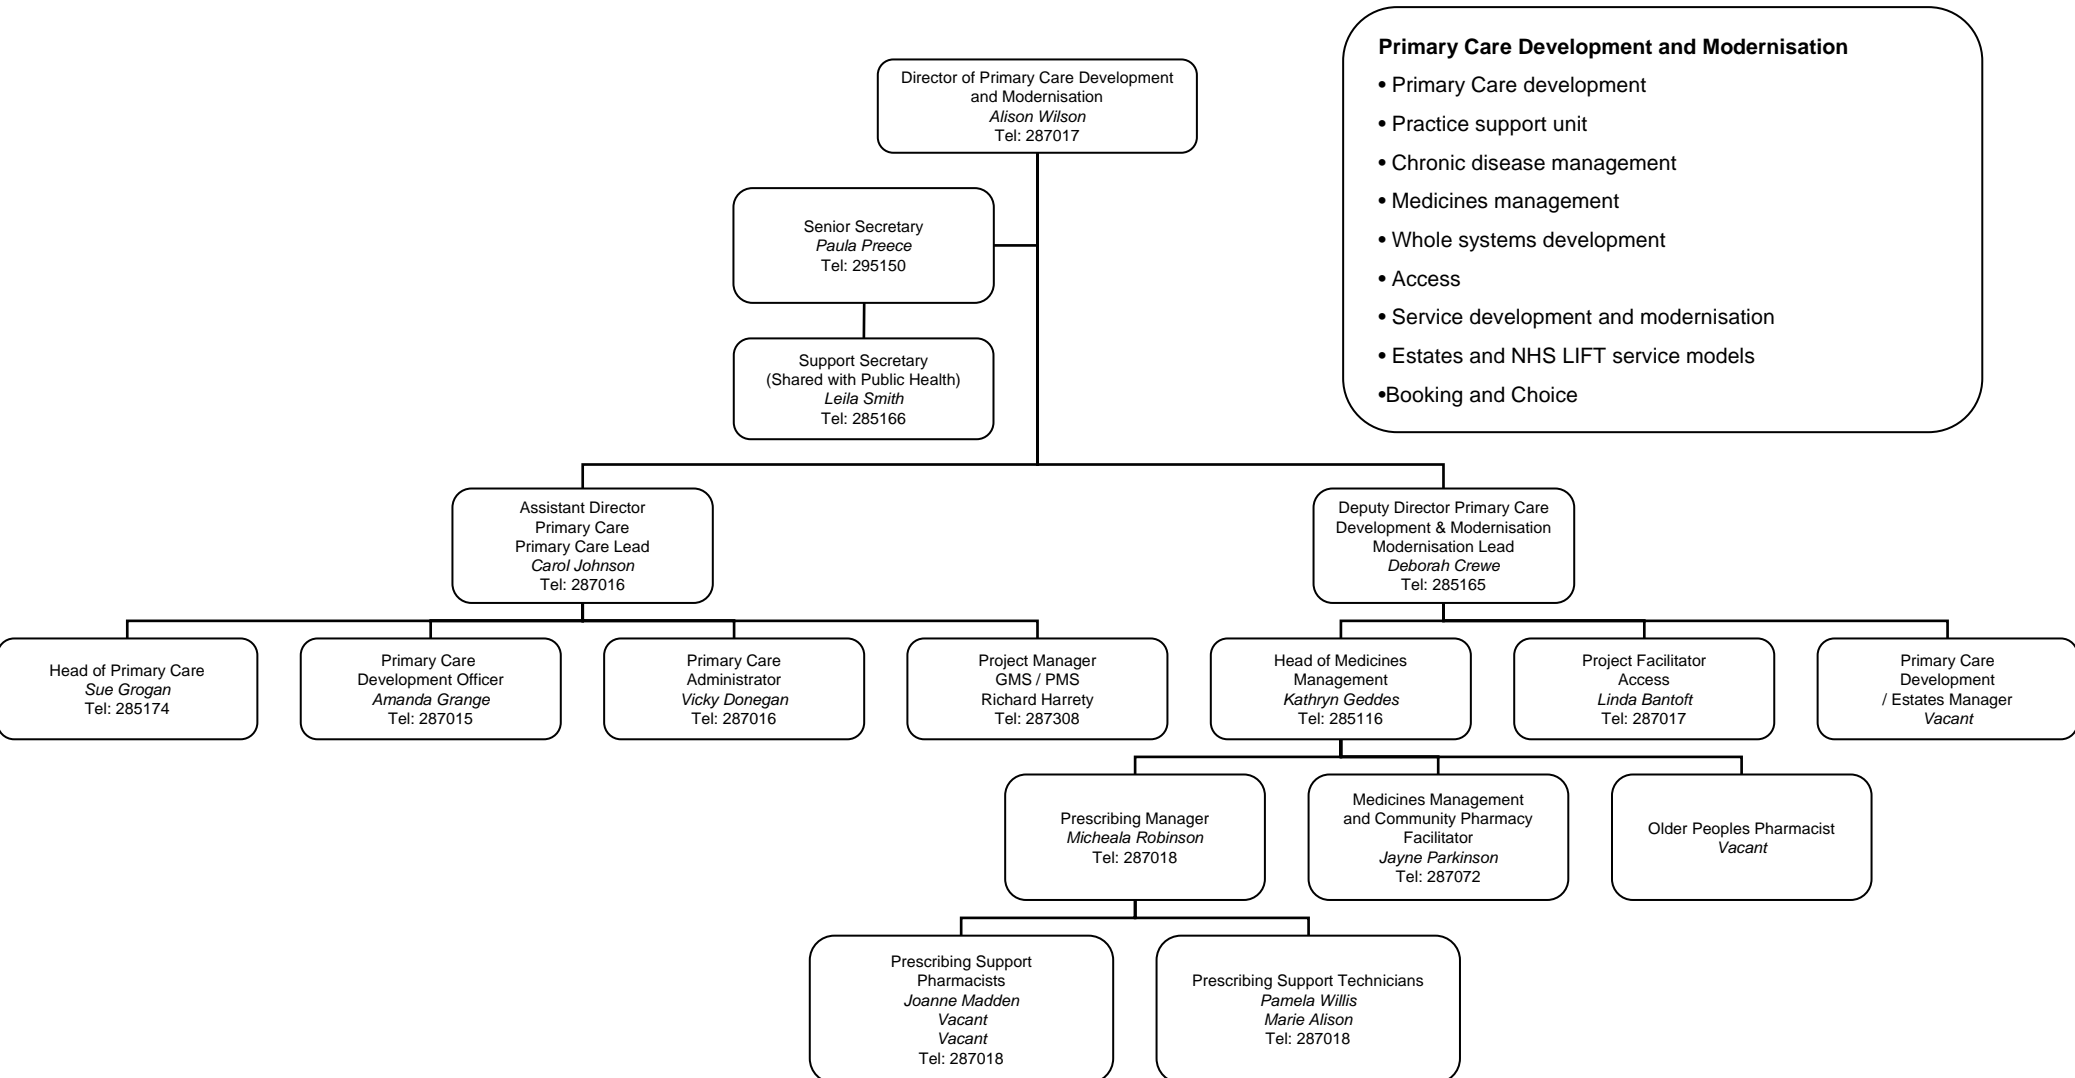 Primary Care Development and Modernisation
• Primary Care development
• Practice support unit
• Chronic disease management
• Medicines management
• Whole systems development
• Access
• Service development and modernisation
• Estates and NHS LIFT service models
•Booking and Choice
Director of Primary Care Development
and Modernisation
Alison Wilson
Tel: 287017
Senior Secretary
Paula Preece
Tel: 295150
Support Secretary
(Shared with Public Health)
Leila Smith
Tel: 285166
Assistant Director
Primary Care
Primary Care Lead
Carol Johnson
Tel: 287016
Deputy Director Primary Care
Development & Modernisation
Modernisation Lead
Deborah Crewe
Tel: 285165
Head of Primary Care
Sue Grogan
Tel: 285174
Primary Care
Development Officer
Amanda Grange
Tel: 287015
Primary Care
Administrator
Vicky Donegan
Tel: 287016
Project Manager
GMS / PMS
Richard Harrety
Tel: 287308
Head of Medicines
Management
Kathryn Geddes
Tel: 285116
Project Facilitator
Access
Linda Bantoft
Tel: 287017
Primary Care
Development
/ Estates Manager
Vacant
Prescribing Manager
Micheala Robinson
Tel: 287018
Medicines Management
and Community Pharmacy
Facilitator
Jayne Parkinson
Tel: 287072
Older Peoples Pharmacist
Vacant
Prescribing Support
Pharmacists
Joanne Madden
Vacant
Vacant
Tel: 287018
Prescribing Support Technicians
Pamela Willis
Marie Alison
Tel: 287018